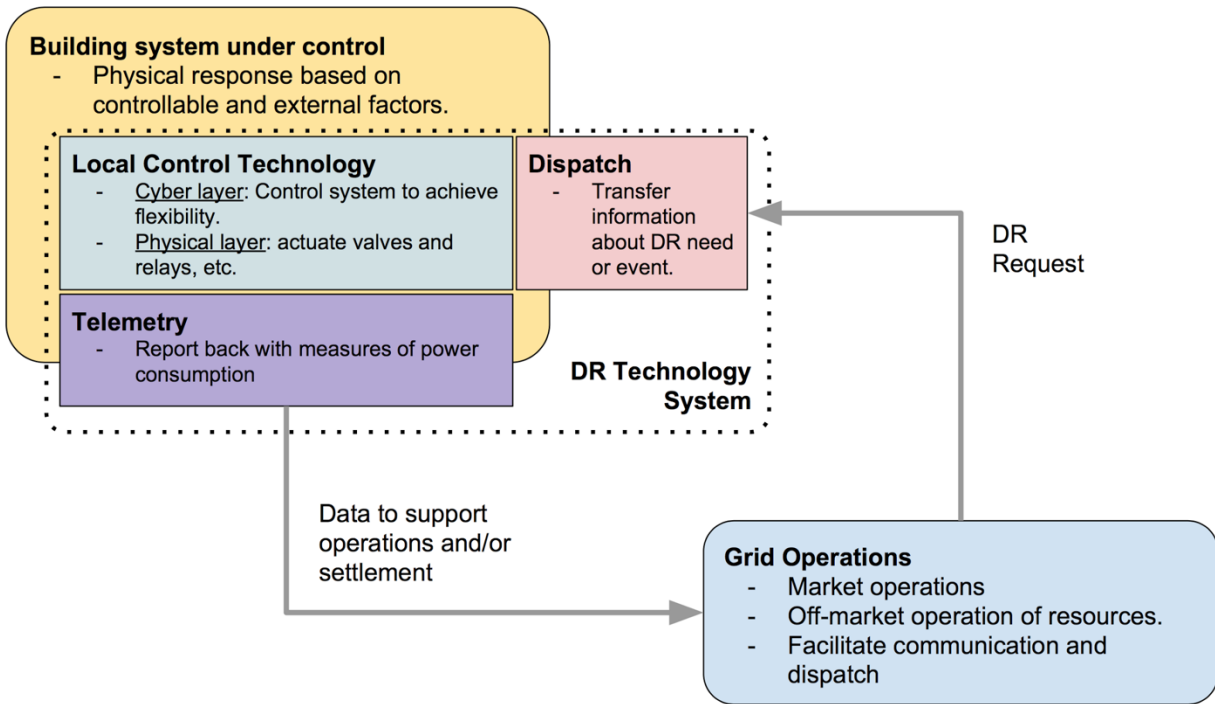 Building system under control
- Physical response based on
controllable and external factors.
Local Control Technology
- Cyber layer: Control system to achieve
flexibility.
- Physical layer: actuate valves and
relays, etc.
Dispatch
- Transfer
information
about DR need
or event.
Telemetry
- Report back with measures of power
consumption
DR Technology
System
DR
Request
Data to support
operations and/or
settlement
Grid Operations
- Market operations
- Off-market operation of resources.
- Facilitate communication and
dispatch